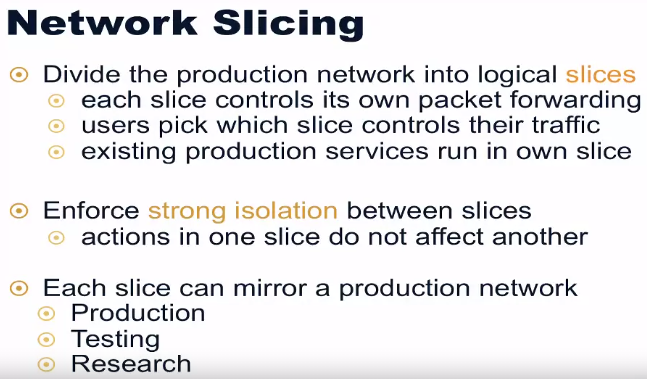 Network Slicing
Divide the production network into logical slices
each slice controls its own packet forwarding
users pick which slice controls their traffic
existing production services run in own slice
Enforce strong isolation between slices
actions in one slice do not affect another
Each slice can mirror a production network
Production
Testing
Research